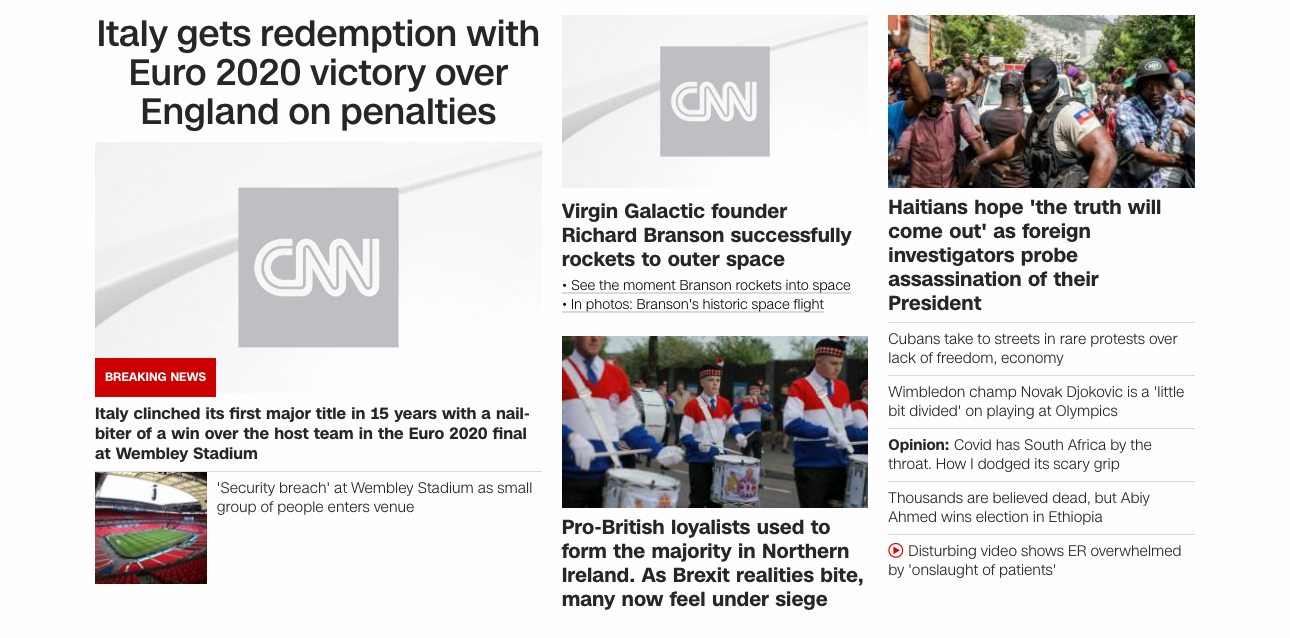 Italy gets redemption with
Euro 2020 victory over
England on penalties
CNN
BREAKING NEWS
Italy clinched its first major title in 15 years with a nail-
biter of a win over the host team in the Euro 2020 final
at Wembley Stadium
'Security breach' at Wembley Stadium as small
group of people enters venue
CNN
Virgin Galactic founder
Richard Branson successfully
rockets to outer space
• See the moment Branson rockets into space
• In photos: Branson's historic space flight
Pro-British loyalists used to
form the majority in Northern
Ireland. As Brexit realities bite,
many now feel under siege
Haitians hope 'the truth will
come out' as foreign
investigators probe
assassination of their
President
Cubans take to streets in rare protests over
lack of freedom, economy
Wimbledon champ Novak Djokovic is a 'little
bit divided' on playing at Olympics
Opinion: Covid has South Africa by the
throat. How I dodged its scary grip
Thousands are believed dead, but Abiy
Ahmed wins election in Ethiopia
Disturbing video shows ER overwhelmed
by 'onslaught of patients'